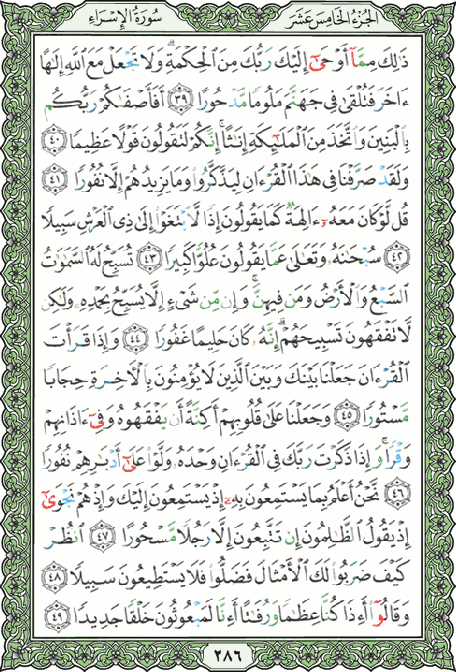 الجزء الخامس عشر
سورة الإسراء
ذَٰلِكَ مِمَّآ أَوْحَىٰٓ إِلَيْكَ رَبُّكَ مِنَ ٱلْحِكْمَةِ ۗ وَلَا تَجْعَلْ مَعَ ٱللَّهِ إِلَٰهًا
ءَاخَرَ فَتُلْقَىٰ فِى جَهَنَّمَ مَلُومًا مَّدْحُورًا ٣٩ أَفَأَصْفَىٰكُمْ رَبُّكُم
بِٱلْبَنِينَ وَٱتَّخَذَ مِنَ ٱلْمَلَٰٓئِكَةِ إِنَٰثًا ۚ إِنَّكُمْ لَتَقُولُونَ قَوْلًا عَظِيمًا ٤٠
وَلَقَدْ صَرَّفْنَا فِى هَٰذَا ٱلْقُرْءَانِ لِيَذَّكَّرُوا۟ وَمَا يَزِيدُهُمْ إِلَّا نُفُورًا ٤١
قُل لَّوْ كَانَ مَعَهُۥٓ ءَالِهَةٌ كَمَا يَقُولُونَ إِذًا لَّٱبْتَغَوْا۟ إِلَىٰ ذِى ٱلْعَرْشِ سَبِيلًا
٤٢ سُبْحَٰنَهُۥ وَتَعَٰلَىٰ عَمَّا يَقُولُونَ عُلُوًّا كَبِيرًا ٤٣ تُسَبِّحُ لَهُ ٱلسَّمَٰوَٰتُ
ٱلسَّبْعُ وَٱلْأَرْضُ وَمَن فِيهِنَّ ۚ وَإِن مِّن شَىْءٍ إِلَّا يُسَبِّحُ بِحَمْدِهِۦ وَلَٰكِن
لَّا تَفْقَهُونَ تَسْبِيحَهُمْ ۗ إِنَّهُۥ كَانَ حَلِيمًا غَفُورًا ٤٤ وَإِذَا قَرَأْتَ
ٱلْقُرْءَانَ جَعَلْنَا بَيْنَكَ وَبَيْنَ ٱلَّذِينَ لَا يُؤْمِنُونَ بِٱلْءَاخِرَةِ حِجَابًا
مَّسْتُورًا ٤٥ وَجَعَلْنَا عَلَىٰ قُلُوبِهِمْ أَكِنَّةً أَن يَفْقَهُوهُ وَفِىٓ ءَاذَانِهِمْ
وَقْرًا ۚ وَإِذَا ذَكَرْتَ رَبَّكَ فِى ٱلْقُرْءَانِ وَحْدَهُۥ وَلَّوْا۟ عَلَىٰٓ أَدْبَٰرِهِمْ نُفُورًا
٤٦ نَّحْنُ أَعْلَمُ بِمَا يَسْتَمِعُونَ بِهِۦٓ إِذْ يَسْتَمِعُونَ إِلَيْكَ وَإِذْ هُمْ نَجْوَىٰٓ
إِذْ يَقُولُ ٱلظَّٰلِمُونَ إِن تَتَّبِعُونَ إِلَّا رَجُلًا مَّسْحُورًا ٤٧ ٱنظُرْ
كَيْفَ ضَرَبُوا۟ لَكَ ٱلْأَمْثَالَ فَضَلُّوا۟ فَلَا يَسْتَطِيعُونَ سَبِيلًا ٤٨
وَقَالُوٓا۟ أَءِذَا كُنَّا عِظَٰمًا وَرُفَٰتًا أَءِنَّا لَمَبْعُوثُونَ خَلْقًا جَدِيدًا ٤٩
٢٨٦